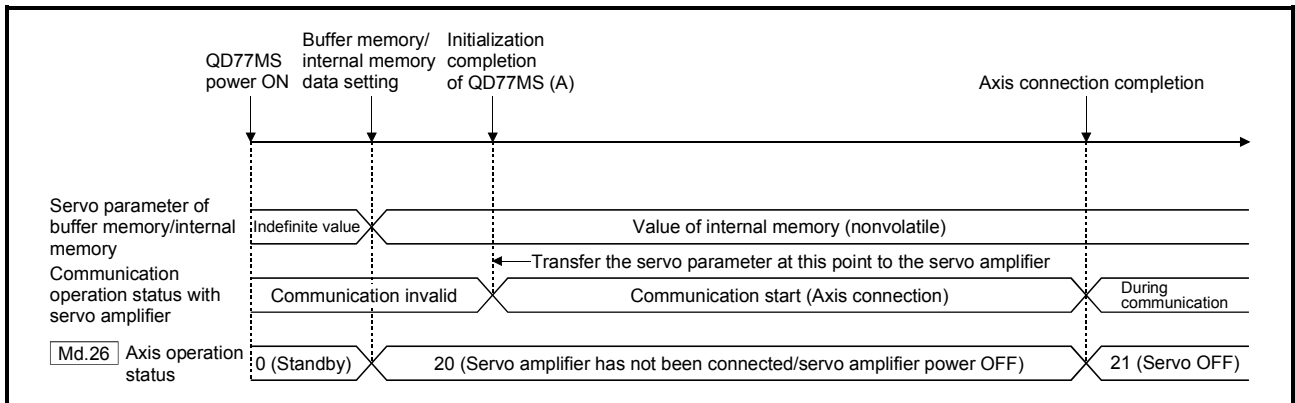 QD77MS
power ON
Buffer memory/
internal memory
data setting
Initialization
completion
of QD77MS (A)
Axis connection completion
Servo parameter of
buffer memory/internal
memory
Indefinite value
Value of internal memory (nonvolatile)
Transfer the servo parameter at this point to the servo amplifier
Communication
operation status with
servo amplifier
Communication invalid
Communication start (Axis connection)
During
communication
Md.26 Axis operation
status
0 (Standby)
20 (Servo amplifier has not been connected/servo amplifier power OFF)
21 (Servo OFF)